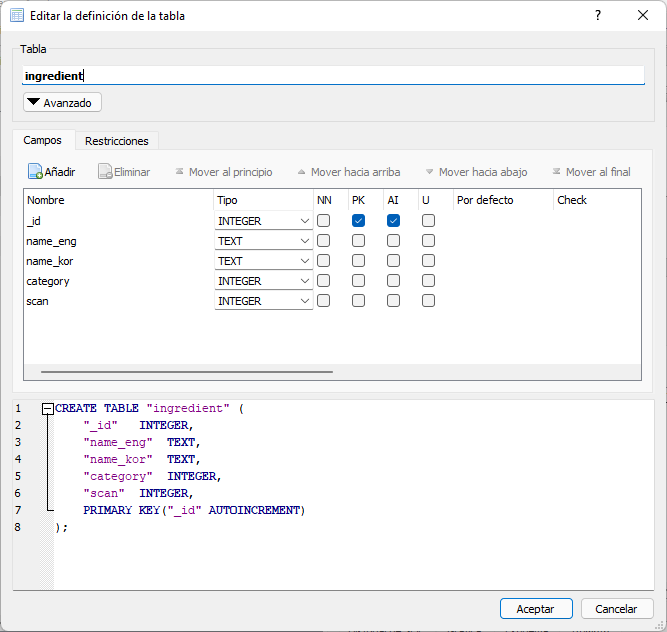 Editar la definición de la tabla
?
Tabla
ingredient
Avanzado
Campos Restricciones
Añadir Eliminar Mover al principio Mover hacia arriba Mover hacia abajo Mover al final
Nombre Tipo NN PK AI U Por defecto Check
_id INTEGER
name_eng TEXT
name_kor TEXT
category INTEGER
scan INTEGER
1 CREATE TABLE "ingredient" (
2 "_id" INTEGER,
3 "name_eng" TEXT,
4 "name_kor" TEXT,
5 "category" INTEGER,
6 "scan" INTEGER,
7 PRIMARY KEY("_id" AUTOINCREMENT)
8 );
Aceptar Cancelar